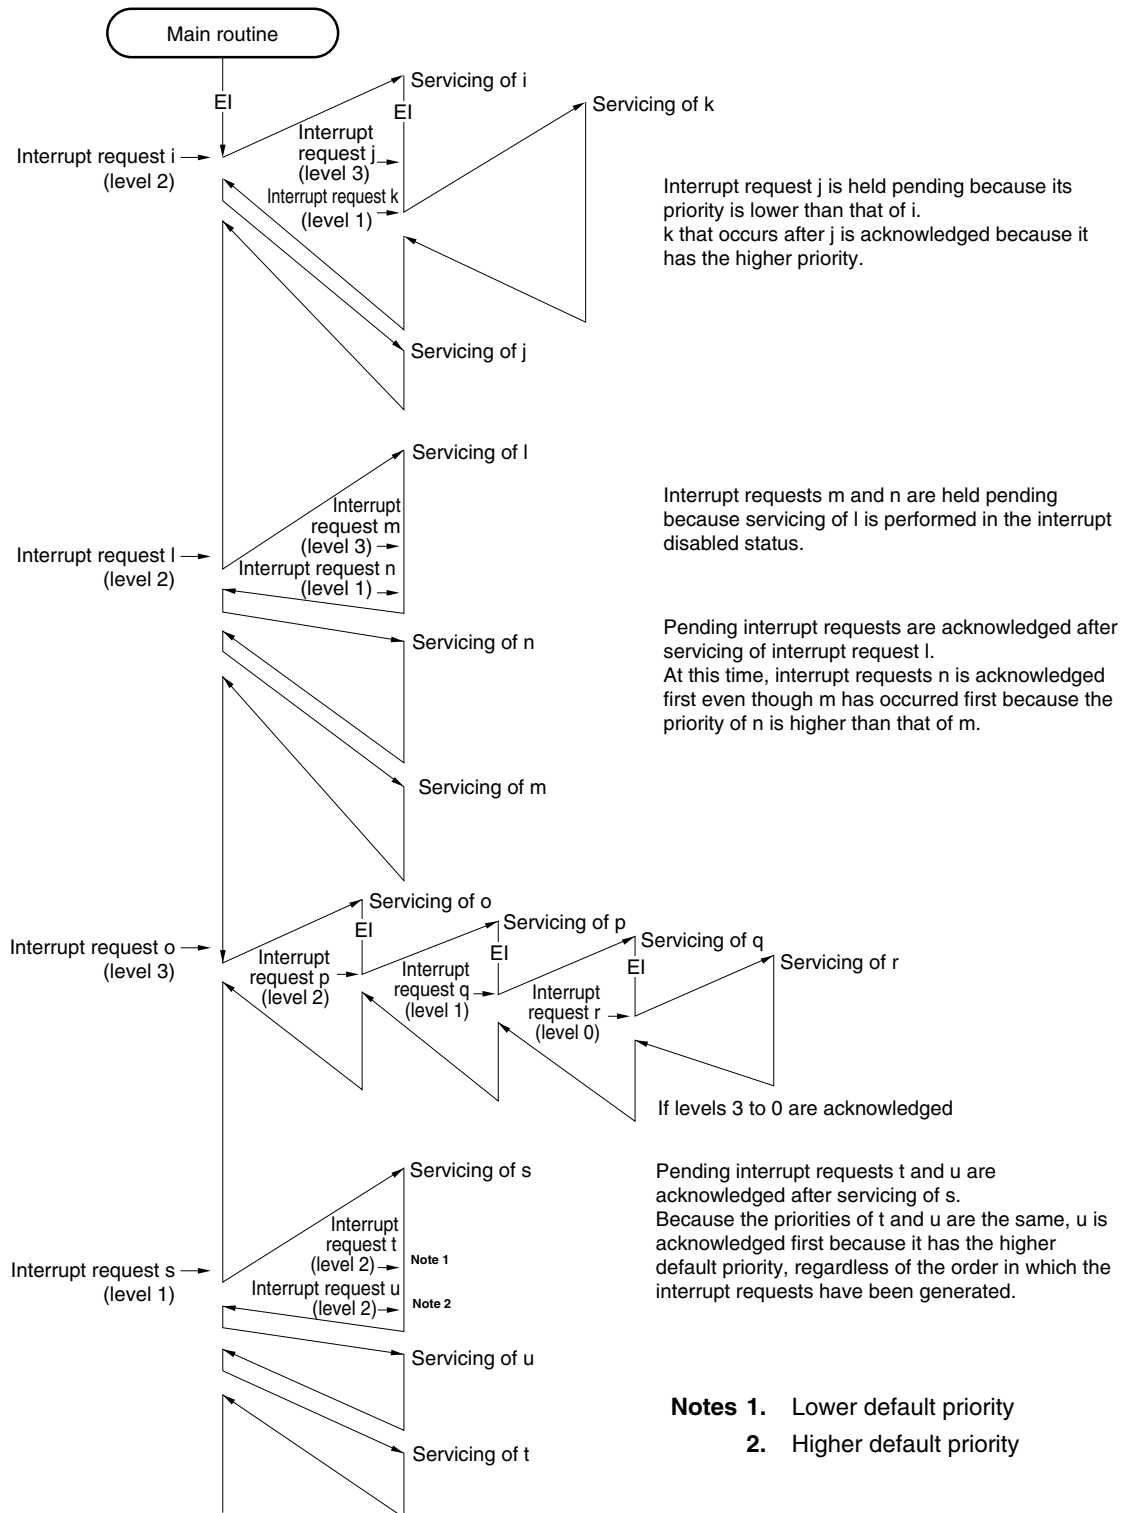 Main routine
EI
Servicing of i
EI
Servicing of k
Interrupt request i
(level 2)
Interrupt
request j
(level 3)
Interrupt request k
(level 1)
Interrupt request j is held pending because its
priority is lower than that of i.
k that occurs after j is acknowledged because it
has the higher priority.
Servicing of j
Servicing of l
Interrupt request l
(level 2)
Interrupt
request m
(level 3)
Interrupt request n
(level 1)
Interrupt requests m and n are held pending
because servicing of l is performed in the interrupt
disabled status.
Servicing of n
Pending interrupt requests are acknowledged after
servicing of interrupt request l.
At this time, interrupt requests n is acknowledged
first even though m has occurred first because the
priority of n is higher than that of m.
Servicing of m
Interrupt request o
(level 3)
Servicing of o
EI
Interrupt
request p
(level 2)
Servicing of p
EI
Interrupt
request q
(level 1)
Servicing of q
EI
Interrupt
request r
(level 0)
Servicing of r
If levels 3 to 0 are acknowledged
Servicing of s
Interrupt request s
(level 1)
Interrupt
request t
(level 2)
Note 1
Interrupt request u
(level 2)
Note 2
Pending interrupt requests t and u are
acknowledged after servicing of s.
Because the priorities of t and u are the same, u is
acknowledged first because it has the higher
default priority, regardless of the order in which the
interrupt requests have been generated.
Servicing of u
Servicing of t
Notes 1. Lower default priority
2. Higher default priority